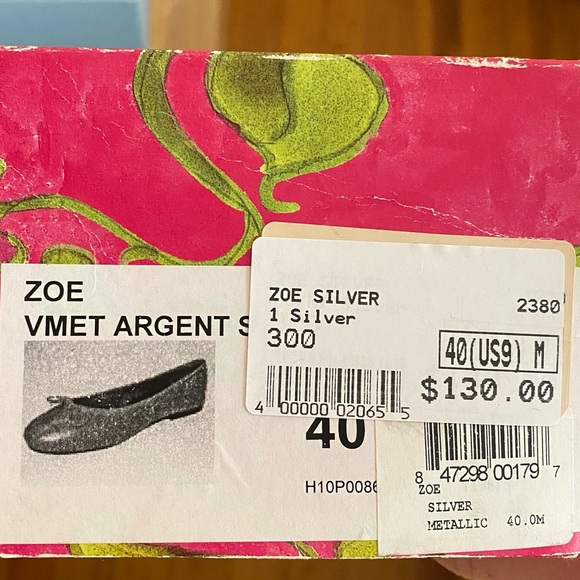 ZOE
VMET ARGENT S
40
H10P0086
ZOE SILVER
2380
1 Silver
300
40(US9) M
$130.00
4 00000 02065 5
8 47298 00179 7
ZOE
SILVER
METALLIC 40.0M